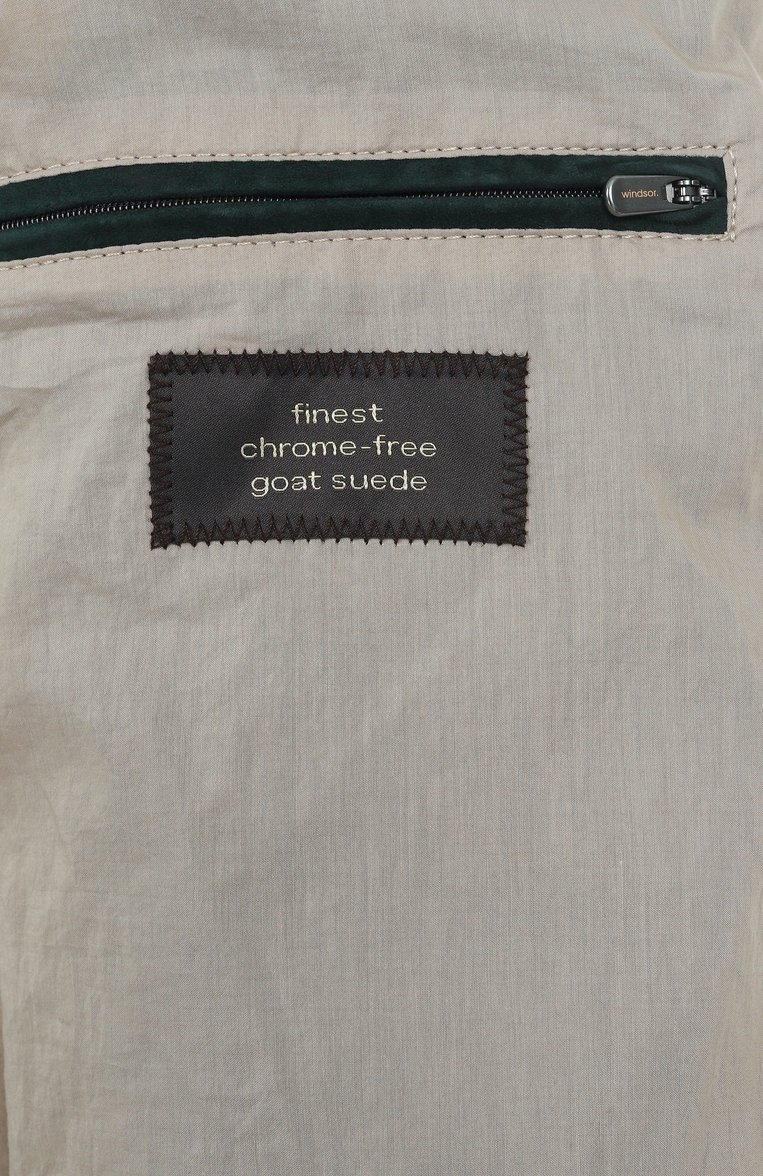 windsor.
finest
chrome-free
goat suede